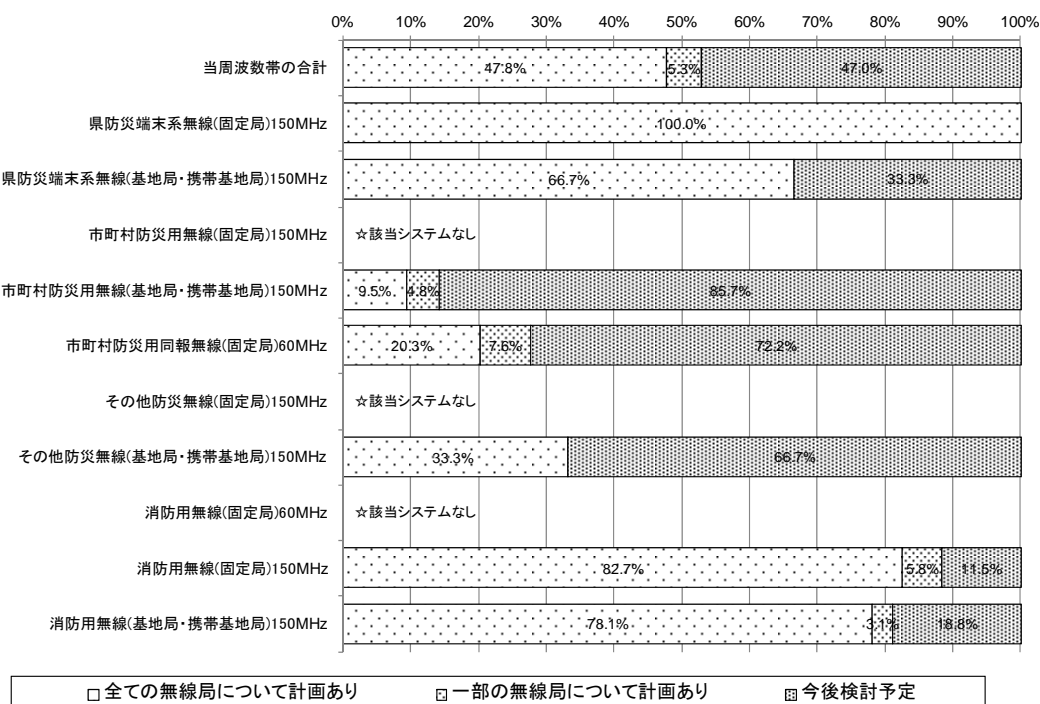 0% 10% 20% 30% 40% 50% 60% 70% 80% 90% 100%
当周波数帯の合計 47.8% 5.3% 47.0%
県防災端末系無線(固定局)150MHz 100.0%
県防災端末系無線(基地局・携帯基地局)150MHz 66.7% 33.3%
市町村防災用無線(固定局)150MHz ☆該当システムなし
市町村防災用無線(基地局・携帯基地局)150MHz 9.5% 4.8% 85.7%
市町村防災用同報無線(固定局)60MHz 20.3% 7.6% 72.2%
その他防災無線(固定局)150MHz ☆該当システムなし
その他防災無線(基地局・携帯基地局)150MHz 33.3% 66.7%
消防用無線(固定局)60MHz ☆該当システムなし
消防用無線(固定局)150MHz 82.7% 5.8% 11.5%
消防用無線(基地局・携帯基地局)150MHz 78.1% 3.1% 18.8%
全ての無線局について計画あり 一部の無線局について計画あり 今後検討予定